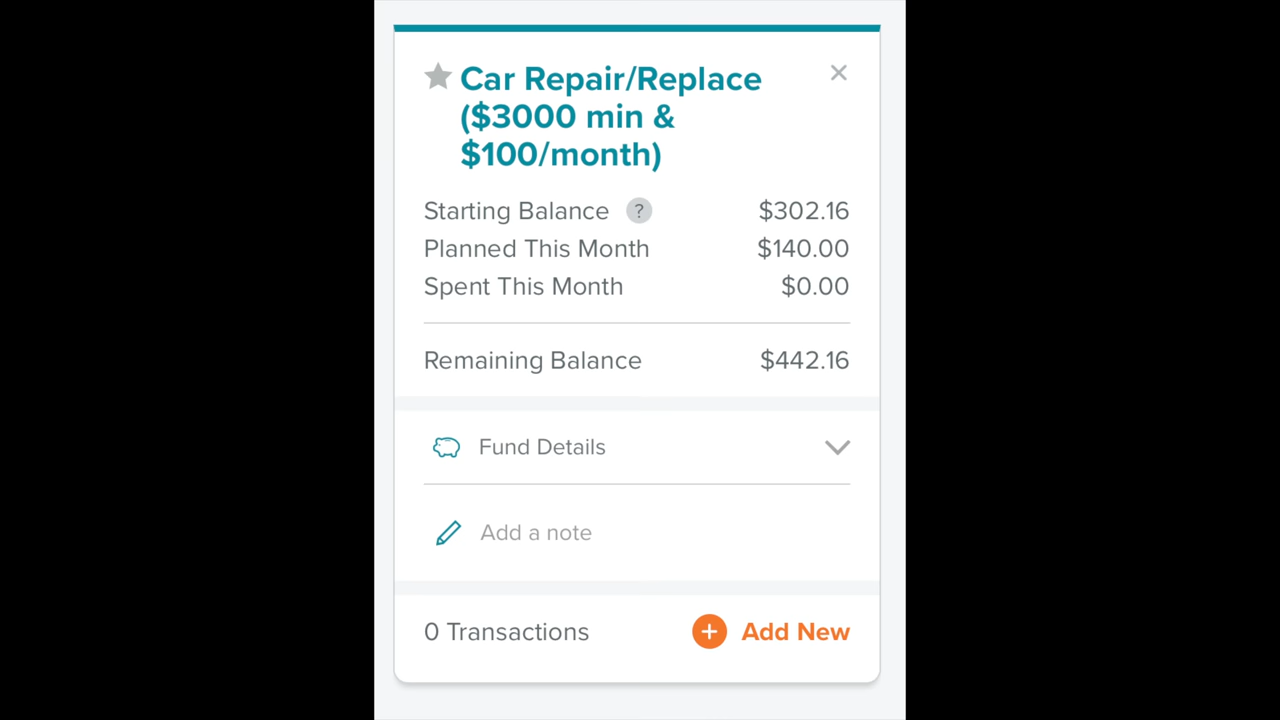 Car Repair/Replace
($3000 min &
$100/month)
Starting Balance ? $302.16
Planned This Month $140.00
Spent This Month $0.00
Remaining Balance $442.16
Fund Details
Add a note
0 Transactions + Add New